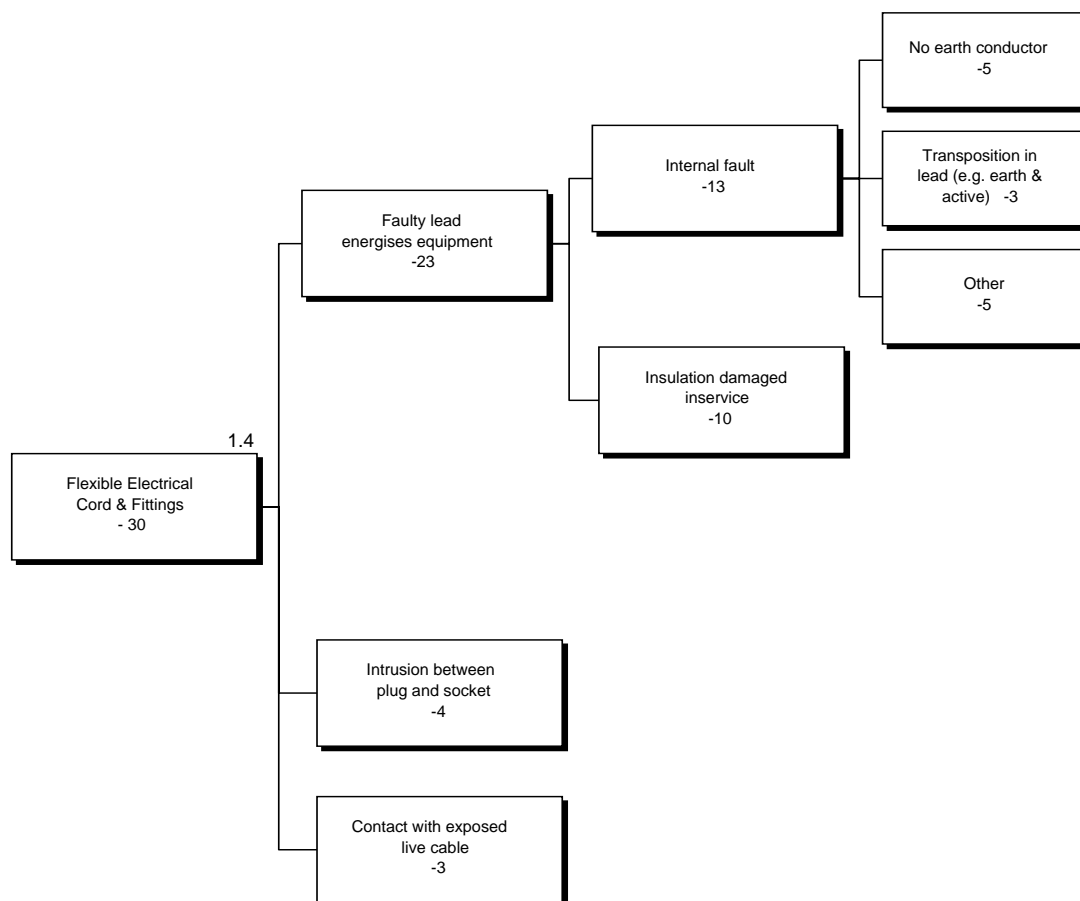 No earth conductor
-5
Transposition in
lead (e.g. earth &
active) -3
Other
-5
Internal fault
-13
Insulation damaged
inservice
-10
Faulty lead
energises equipment
-23
1.4
Flexible Electrical
Cord & Fittings
- 30
Intrusion between
plug and socket
-4
Contact with exposed
live cable
-3